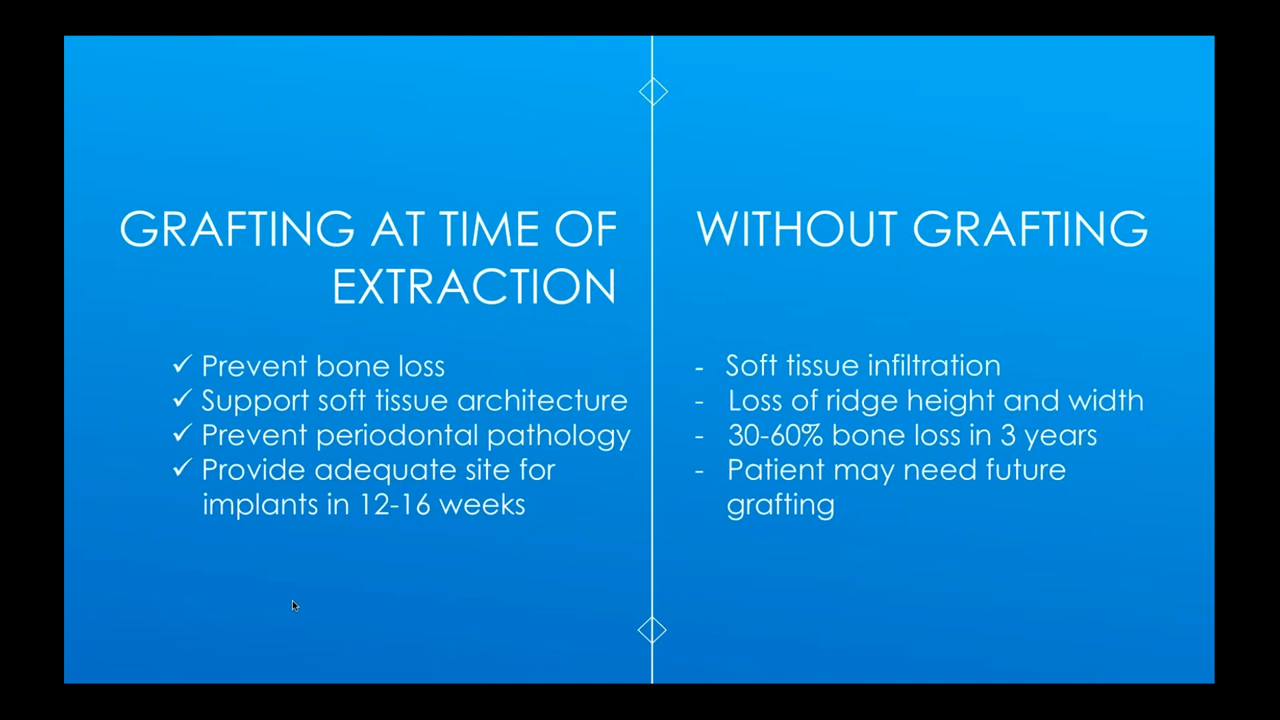 GRAFTING AT TIME OF
EXTRACTION
✓ Prevent bone loss
✓ Support soft tissue architecture
✓ Prevent periodontal pathology
✓ Provide adequate site for
implants in 12-16 weeks
WITHOUT GRAFTING
- Soft tissue infiltration
- Loss of ridge height and width
- 30-60% bone loss in 3 years
- Patient may need future
grafting